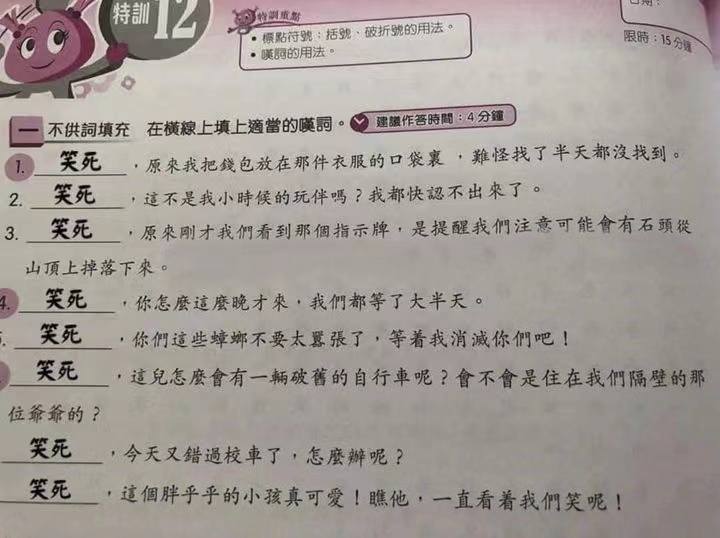 特訓12
特訓重點
• 標點符號：括號、破折號的用法。
• 嘆詞的用法。
日期：
限時：15分鐘
一 不供詞填充 在橫線上填上適當的嘆詞。 建議作答時間：4分鐘
1. 笑死，原來我把錢包放在那件衣服的口袋裏，難怪找了半天都沒找到。
2. 笑死，這不是我小時候的玩伴嗎？我都快認不出來了。
3. 笑死，原來剛才我們看到那個指示牌，是提醒我們注意可能會有石頭從
山頂上掉落下來。
4. 笑死，你怎麼這麼晚才來，我們都等了大半天。
笑死，你們這些蟑螂不要太囂張了，等着我消滅你們吧！
笑死，這兒怎麼會有一輛破舊的自行車呢？會不會是住在我們隔壁的那
位爺爺的？
笑死，今天又錯過校車了，怎麼辦呢？
笑死，這個胖乎乎的小孩真可愛！瞧他，一直看着我們笑呢！